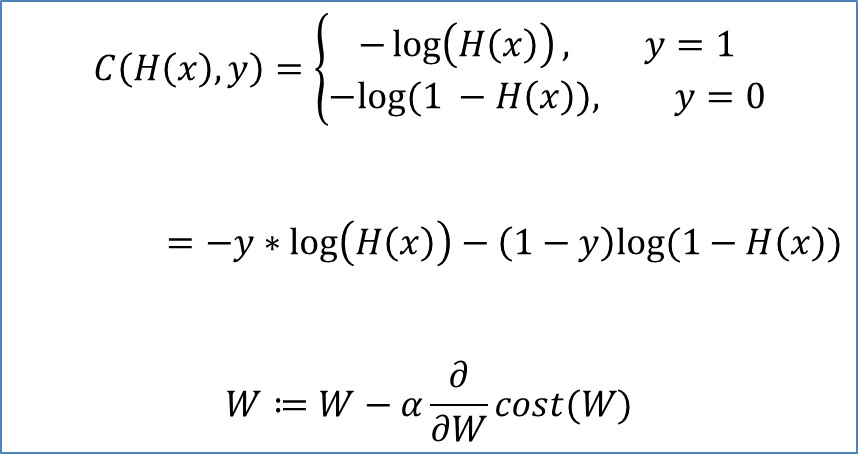 C(H(x), y) = { −log(H(x)), y = 1
−log(1 − H(x)), y = 0
= −y ∗ log(H(x)) − (1 − y)log(1 − H(x))
W ≔ W − α ∂/∂W cost(W)